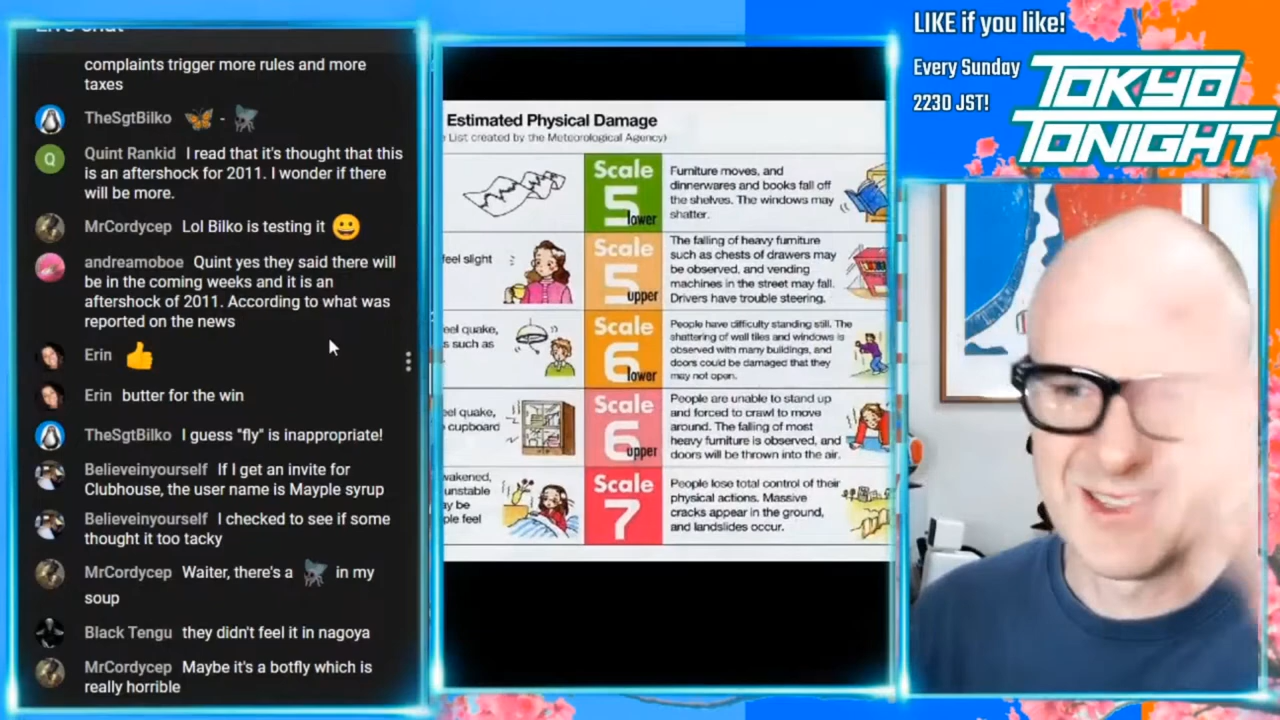 Live chat
complaints trigger more rules and more
taxes
TheSgtBilko 🦋 -
Quint Rankid I read that it's thought that this
is an aftershock for 2011. I wonder if there
will be more.
MrCordycep Lol Bilko is testing it 😀
andreamoboe Quint yes they said there will
be in the coming weeks and it is an
aftershock of 2011. According to what was
reported on the news
Erin 👍
Erin butter for the win
TheSgtBilko I guess "fly" is inappropriate!
Believeinyourself If I get an invite for
Clubhouse, the user name is Mayple syrup
Believeinyourself I checked to see if some
thought it too tacky
MrCordycep Waiter, there's a in my
soup
Black Tengu they didn't feel it in nagoya
MrCordycep Maybe it's a botfly which is
really horrible
Q
Estimated Physical Damage
List created by the Meteorological Agency)
feel slight
eel quake,
s such as
eel quake,
cupboard
wakened,
unstable
ay be
ple feel
Scale
5 lower
Furniture moves, and
dinnerwares and books fall off
the shelves. The windows may
shatter.
Scale
5 upper
The falling of heavy furniture
such as chests of drawers may
be observed, and vending
machines in the street may fall.
Drivers have trouble steering.
Scale
6 lower
People have difficulty standing still. The
shattering of wall tiles and windows is
observed with many buildings, and
doors could be damaged that they
may not open.
Scale
6 upper
People are unable to stand up
and forced to crawl to move
around. The falling of most
heavy furniture is observed, and
doors will be thrown into the air.
Scale
7
People lose total control of their
physical actions. Massive
cracks appear in the ground,
and landslides occur.
LIKE if you like!
Every Sunday
2230 JST!
TOKYO
TONIGHT